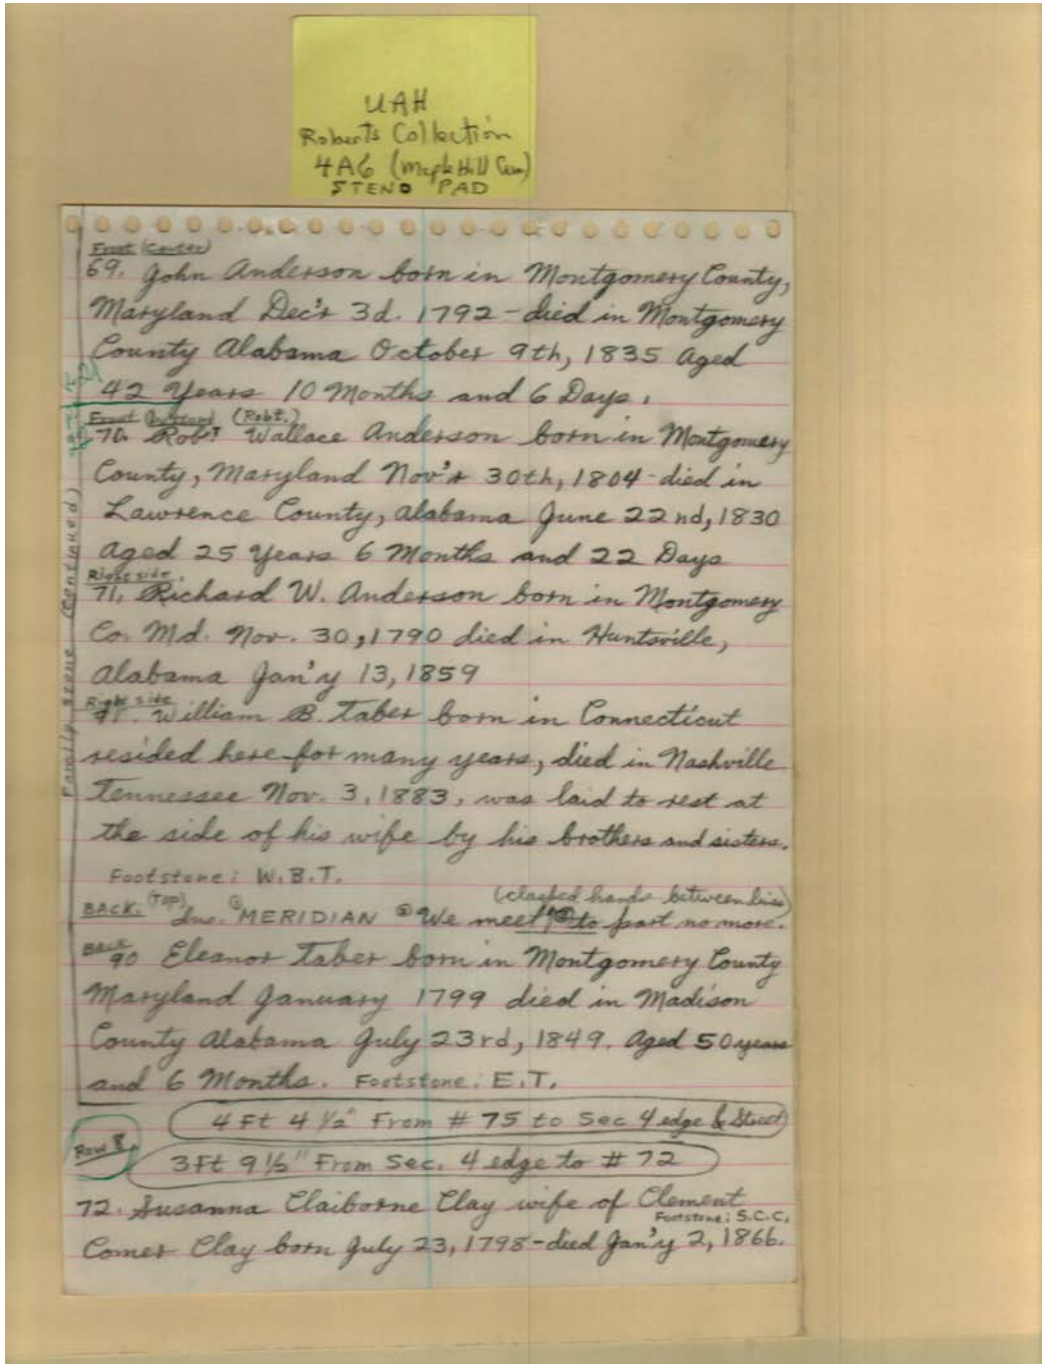 UAH
Roberts Collection
4A6 (Maple Hill Cem)
STENO PAD
Front (Center)
69. John Anderson born in Montgomery County,
Maryland Dec'r 3d. 1792 - died in Montgomery
County Alabama October 9th, 1835 Aged
42 Years 10 Months and 6 Days.
Front (bottom) (Robt.)
70. Robt Wallace Anderson born in Montgomery
County, Maryland Nov'r 30th, 1804 - died in
Lawrence County, Alabama June 22nd, 1830
Aged 25 Years 6 Months and 22 Days
Right side.
71. Richard W. Anderson born in Montgomery
Co. Md. Nov. 30, 1790 died in Huntsville,
Alabama Jan'y 13, 1859
Right side
William B. Taber born in Connecticut
resided here for many years, died in Nashville
Tennessee Nov. 3, 1883, was laid to rest at
the side of his wife by his brothers and sisters.
Footstone: W.B.T.
(clasped hands between lines)
BACK: (Top) Inc. ① MERIDIAN ② We meet to part no more.
Back
90 Eleanor Taber born in Montgomery County
Maryland January 1799 died in Madison
County Alabama July 23rd, 1849. Aged 50 years
and 6 Months. Footstone: E.T.
4 Ft 4 1/2" From # 75 to Sec 4 edge & Street
Row 8.
3 Ft 9 1/2" From Sec. 4 edge to # 72
72. Susanna Claiborne Clay wife of Clement
Footstone: S.C.C.
Comer Clay born July 23, 1798 - died Jan'y 2, 1866.
Family stone (continued)